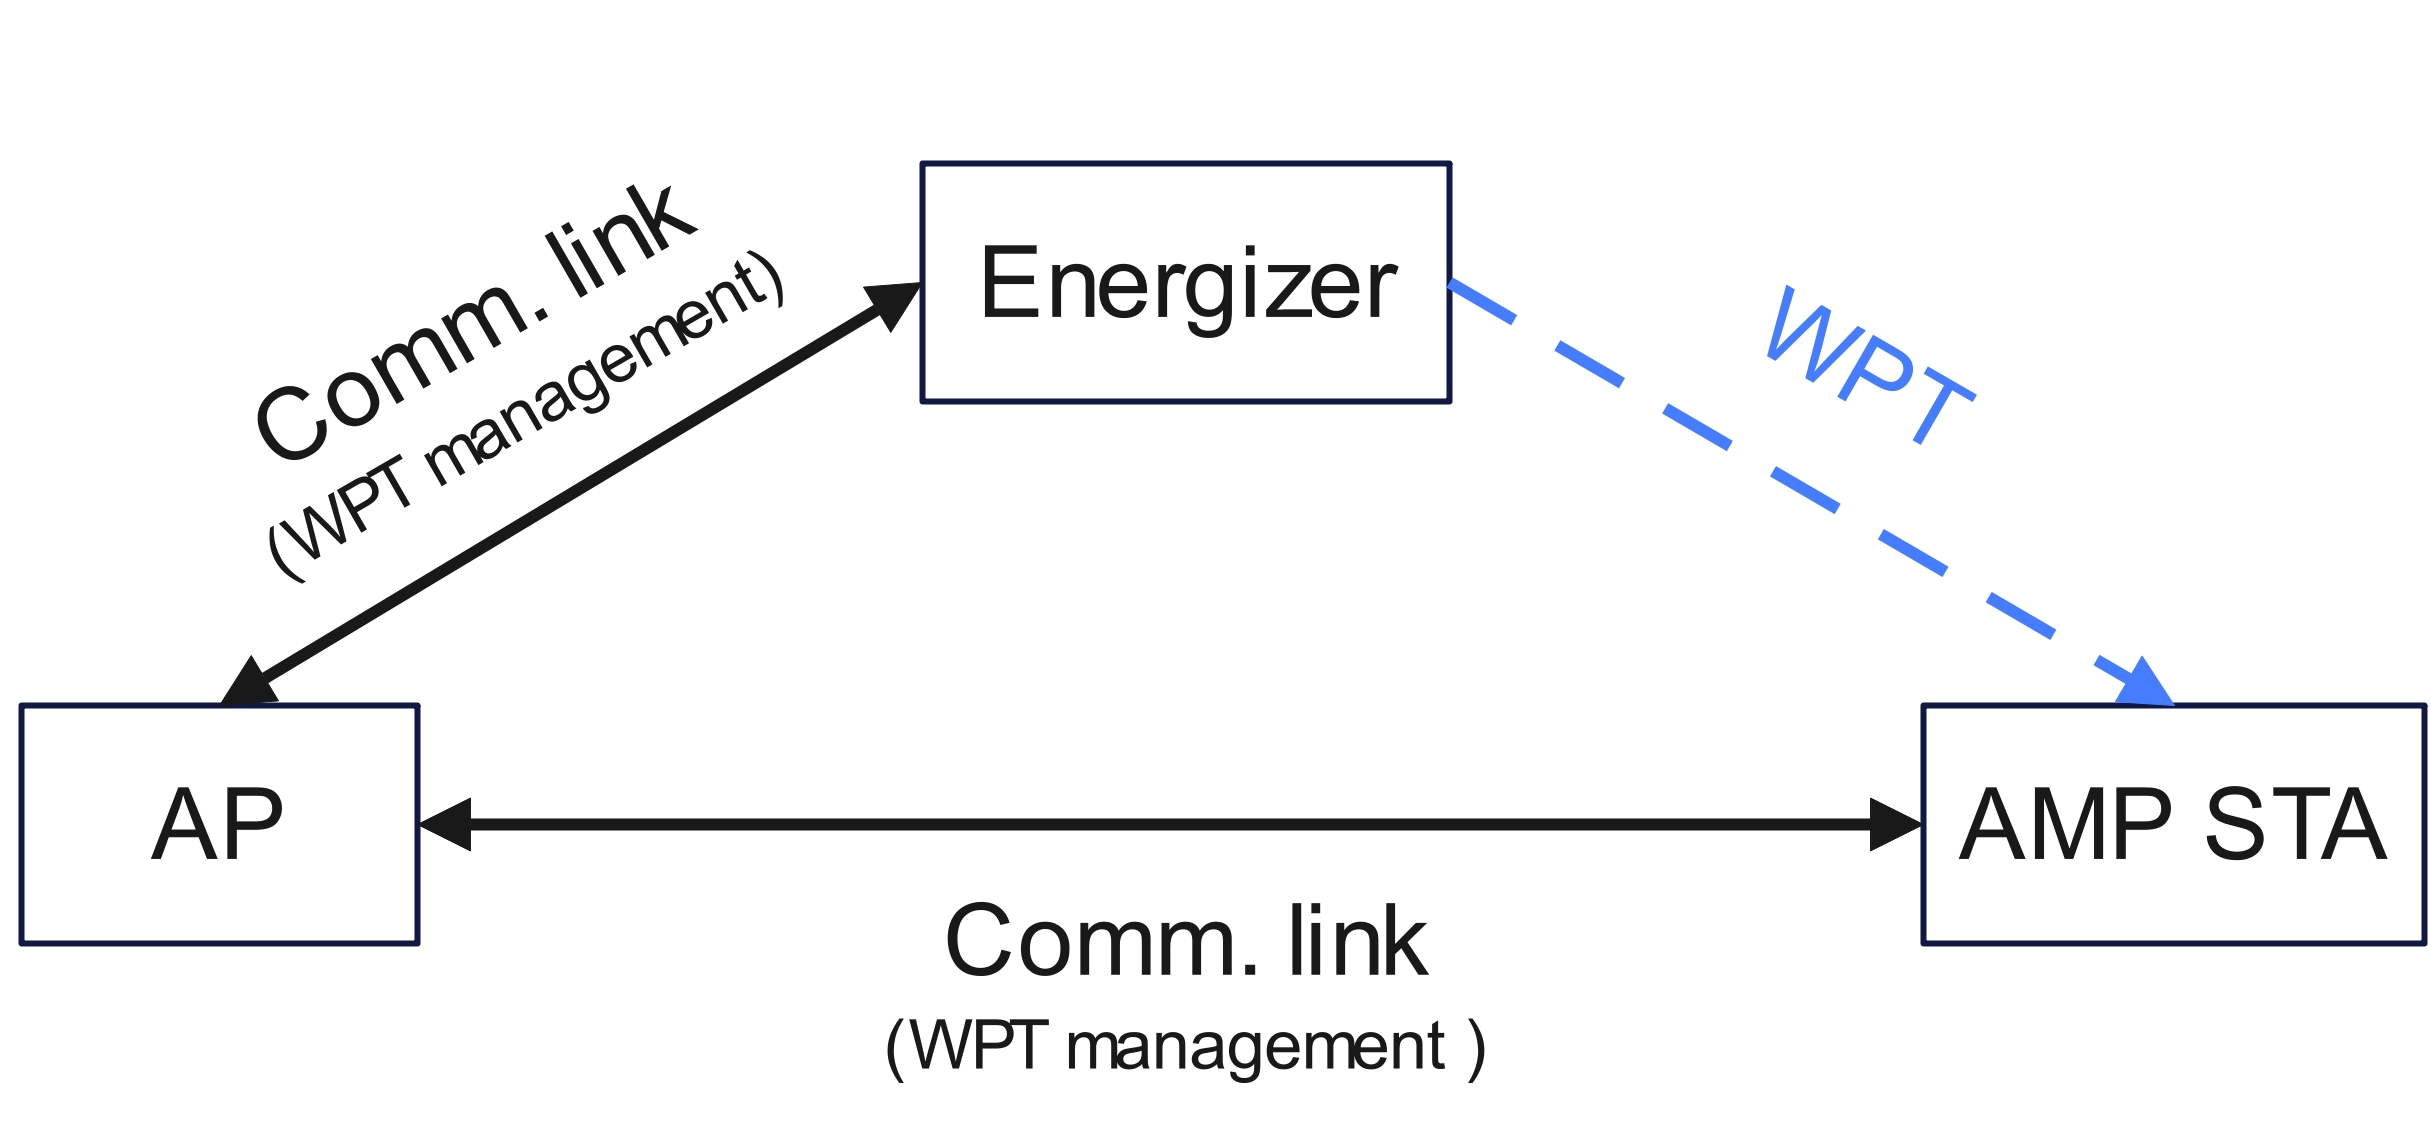 Comm. link
(WPT management)
Energizer
WPT
AP
AMP STA
Comm. link
(WPT management )